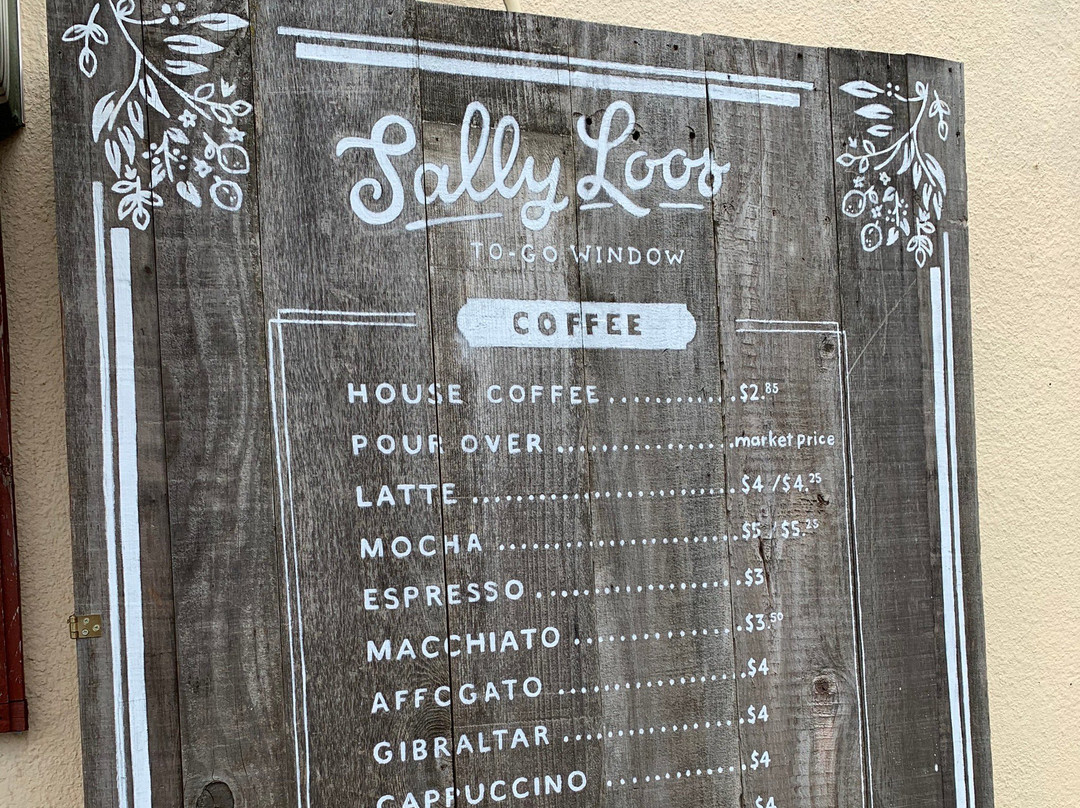 Sally Loos
TO-GO WINDOW
COFFEE
HOUSE COFFEE ............. $2.85
POUR OVER .................. market price
LATTE ........................... $4 / $4.25
MOCHA ........................ $5 / $5.25
ESPRESSO .................... $3
MACCHIATO ................ $3.50
AFFOGATO .................. $4
GIBRALTAR .................. $4
CAPPUCCINO .............. $4
$4